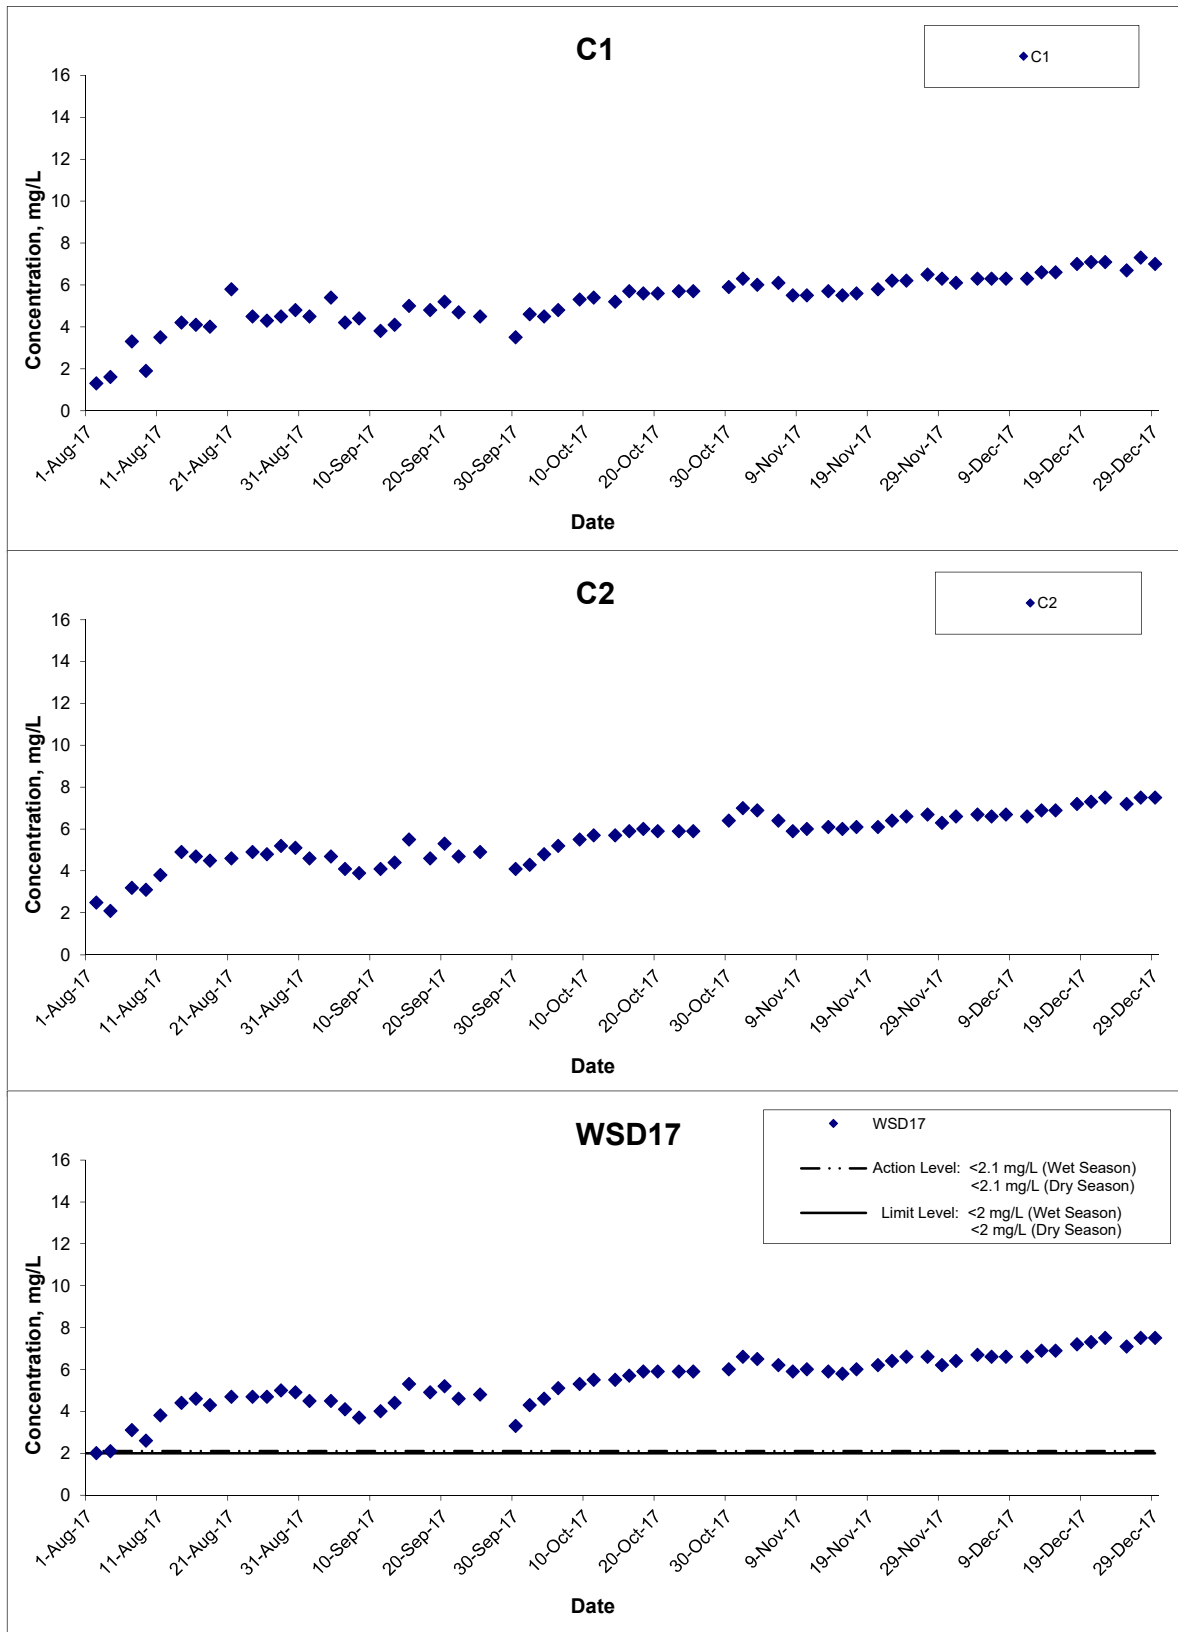 C1
C1
16
14
12
10
8
6
4
2
0
Concentration, mg/L
1-Aug-17
11-Aug-17
21-Aug-17
31-Aug-17
10-Sep-17
20-Sep-17
30-Sep-17
10-Oct-17
20-Oct-17
30-Oct-17
9-Nov-17
19-Nov-17
29-Nov-17
9-Dec-17
19-Dec-17
29-Dec-17
Date
C2
C2
16
14
12
10
8
6
4
2
0
Concentration, mg/L
1-Aug-17
11-Aug-17
21-Aug-17
31-Aug-17
10-Sep-17
20-Sep-17
30-Sep-17
10-Oct-17
20-Oct-17
30-Oct-17
9-Nov-17
19-Nov-17
29-Nov-17
9-Dec-17
19-Dec-17
29-Dec-17
Date
WSD17
WSD17
Action Level: <2.1 mg/L (Wet Season)
<2.1 mg/L (Dry Season)
Limit Level: <2 mg/L (Wet Season)
<2 mg/L (Dry Season)
16
14
12
10
8
6
4
2
0
Concentration, mg/L
1-Aug-17
11-Aug-17
21-Aug-17
31-Aug-17
10-Sep-17
20-Sep-17
30-Sep-17
10-Oct-17
20-Oct-17
30-Oct-17
9-Nov-17
19-Nov-17
29-Nov-17
9-Dec-17
19-Dec-17
29-Dec-17
Date